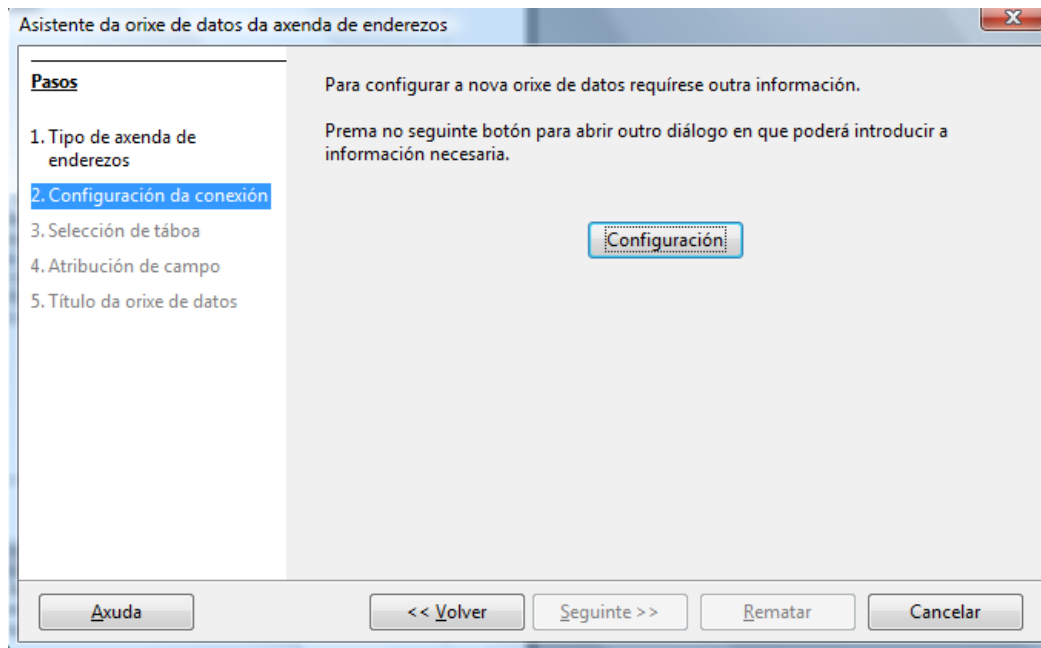 Asistente da orixe de datos da axenda de enderezos
X
Pasos
1. Tipo de axenda de
enderezos
2. Configuración da conexión
3. Selección de táboa
4. Atribución de campo
5. Título da orixe de datos
Para configurar a nova orixe de datos requírese outra información.
Prema no seguinte botón para abrir outro diálogo en que poderá introducir a
información necesaria.
Configuración
Axuda
<< Volver
Seguinte >>
Rematar
Cancelar